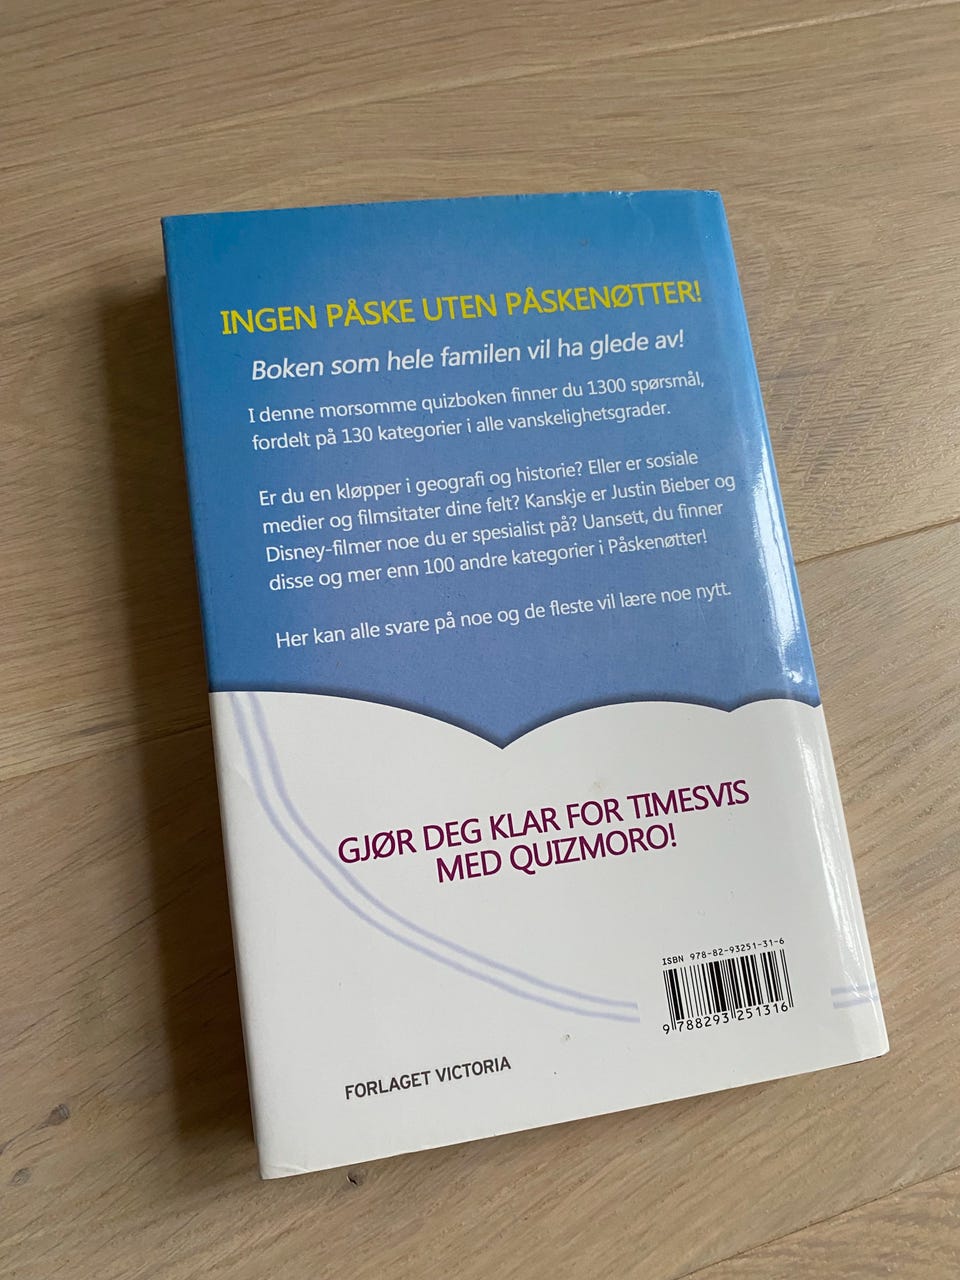 INGEN PÅSKE UTEN PÅSKENØTTER!
Boken som hele familen vil ha glede av!
I denne morsomme quizboken finner du 1300 spørsmål,
fordelt på 130 kategorier i alle vanskelighetsgrader.
Er du en kløpper i geografi og historie? Eller er sosiale
medier og filmsitater dine felt? Kanskje er Justin Bieber og
Disney-filmer noe du er spesialist på? Uansett, du finner
disse og mer enn 100 andre kategorier i Påskenøtter!
Her kan alle svare på noe og de fleste vil lære noe nytt.
GJØR DEG KLAR FOR TIMESVIS
MED QUIZMORO!
ISBN 978-82-93251-31-6
9 788293 251316
FORLAGET VICTORIA